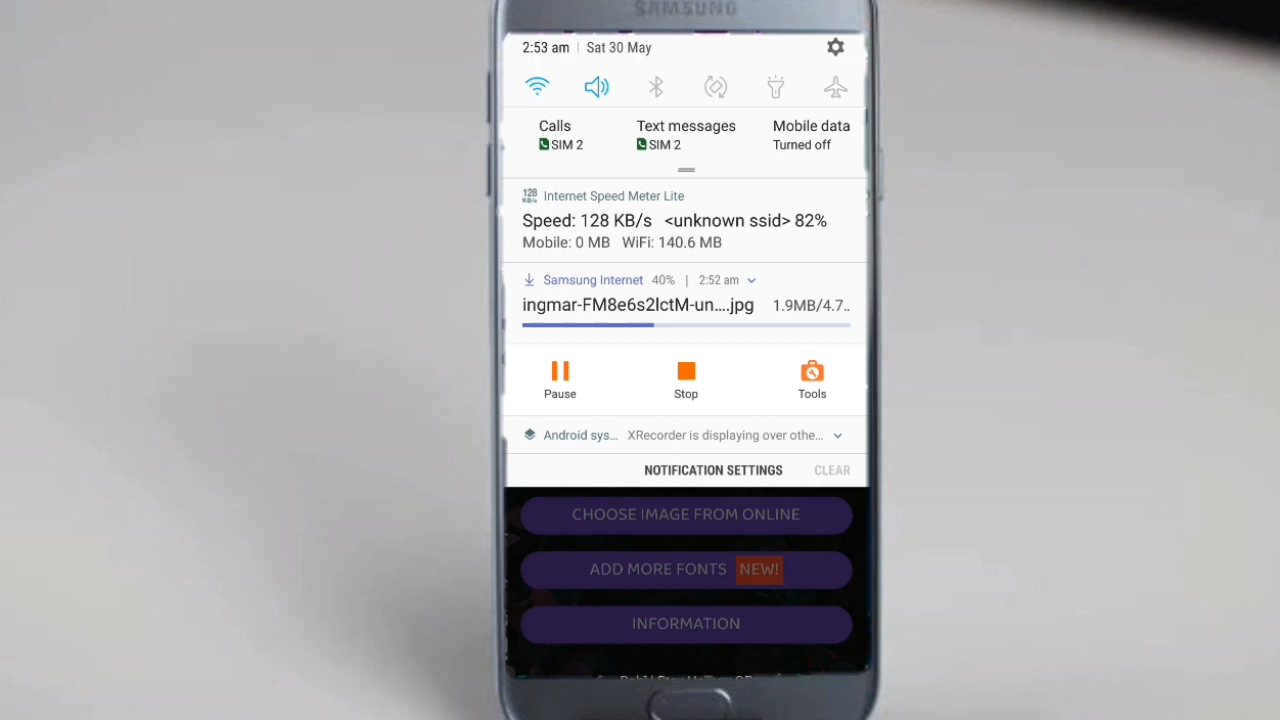 SAMSUNG
2:53 am | Sat 30 May
Calls Text messages Mobile data
SIM 2 SIM 2 Turned off
128 KB/s Internet Speed Meter Lite
Speed: 128 KB/s <unknown ssid> 82%
Mobile: 0 MB WiFi: 140.6 MB
Samsung Internet 40% | 2:52 am
ingmar-FM8e6s2lctM-un....jpg 1.9MB/4.7..
Pause Stop Tools
Android sys... XRecorder is displaying over othe...
NOTIFICATION SETTINGS CLEAR
CHOOSE IMAGE FROM ONLINE
ADD MORE FONTS NEW!
INFORMATION